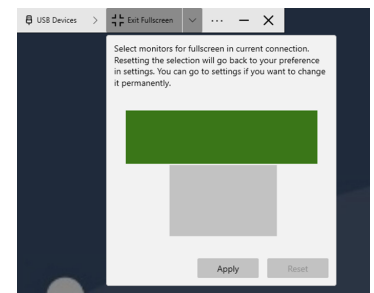 USB Devices > Exit Fullscreen
Select monitors for fullscreen in current connection.
Resetting the selection will go back to your preference
in settings. You can go to settings if you want to change
it permanently.
Apply Reset